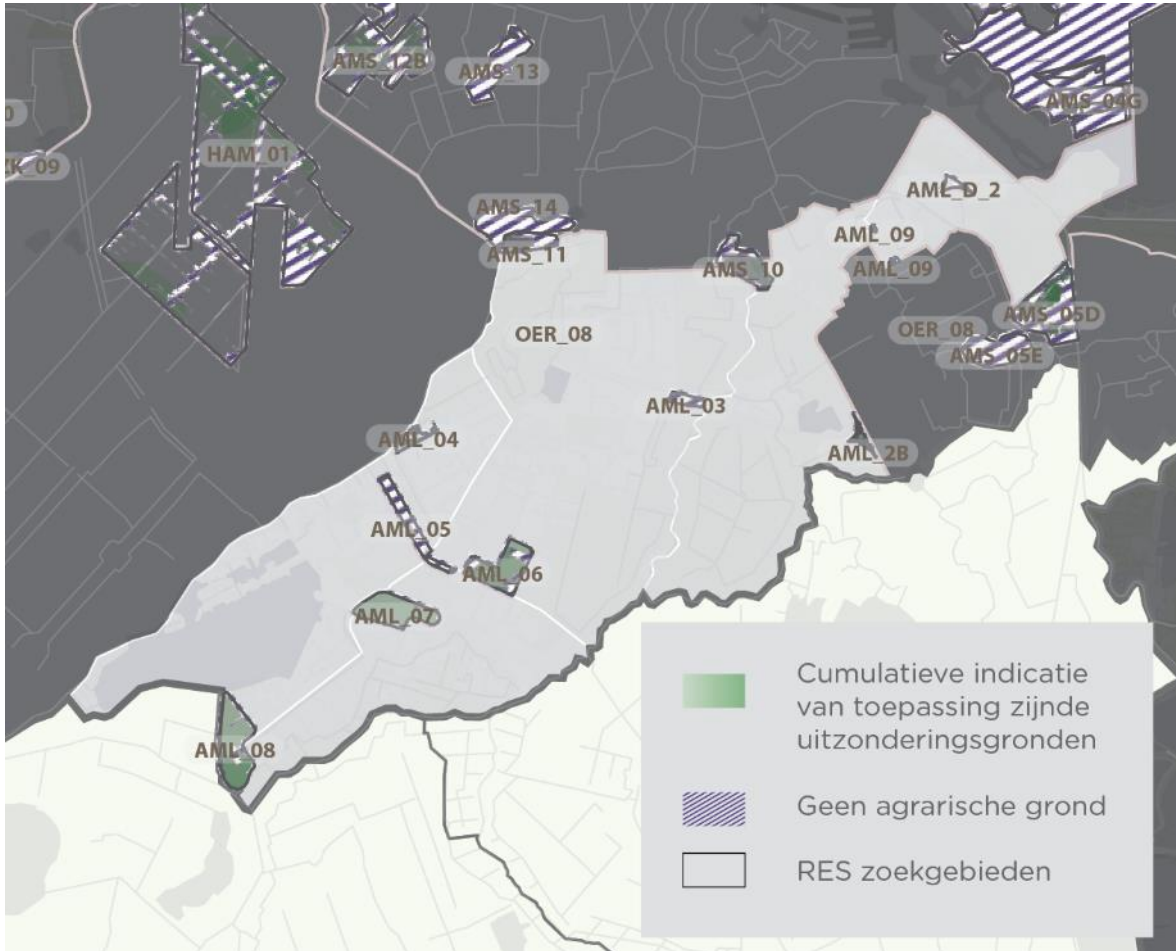 AMS_12B
AMS_13
AMS_04G
HAM_01
ZK_09
AML_D_2
AMS_14
AMS_11
AML_09
AMS_10
AML_09
AMS_05D
OER_08
OER_08
AMS_05E
AML_03
AML_04
AML_2B
AML_05
AML_06
AML_07
AML_08
Cumulatieve indicatie
van toepassing zijnde
uitzonderingsgronden
Geen agrarische grond
RES zoekgebieden